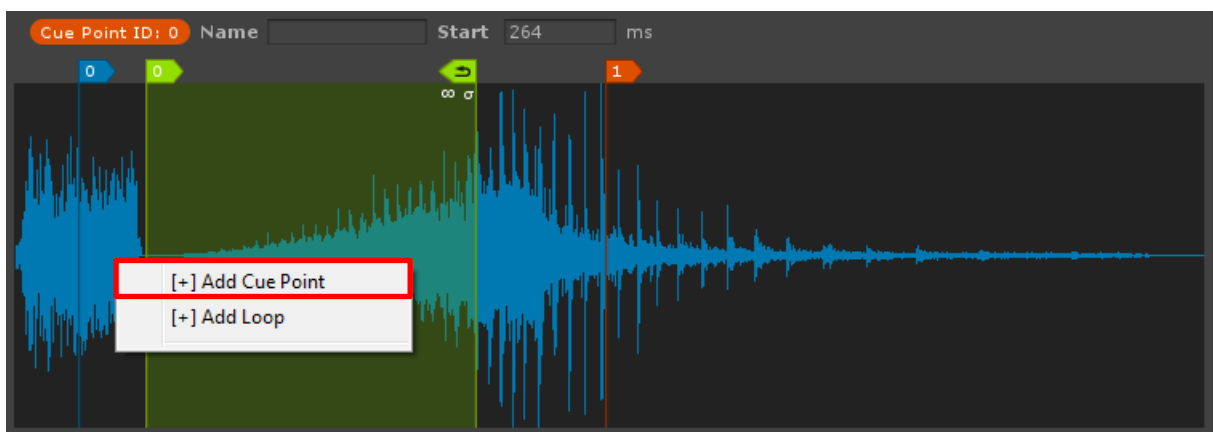 Cue Point ID: 0 Name Start 264 ms
0 0 1
∞ σ
[+] Add Cue Point
[+] Add Loop